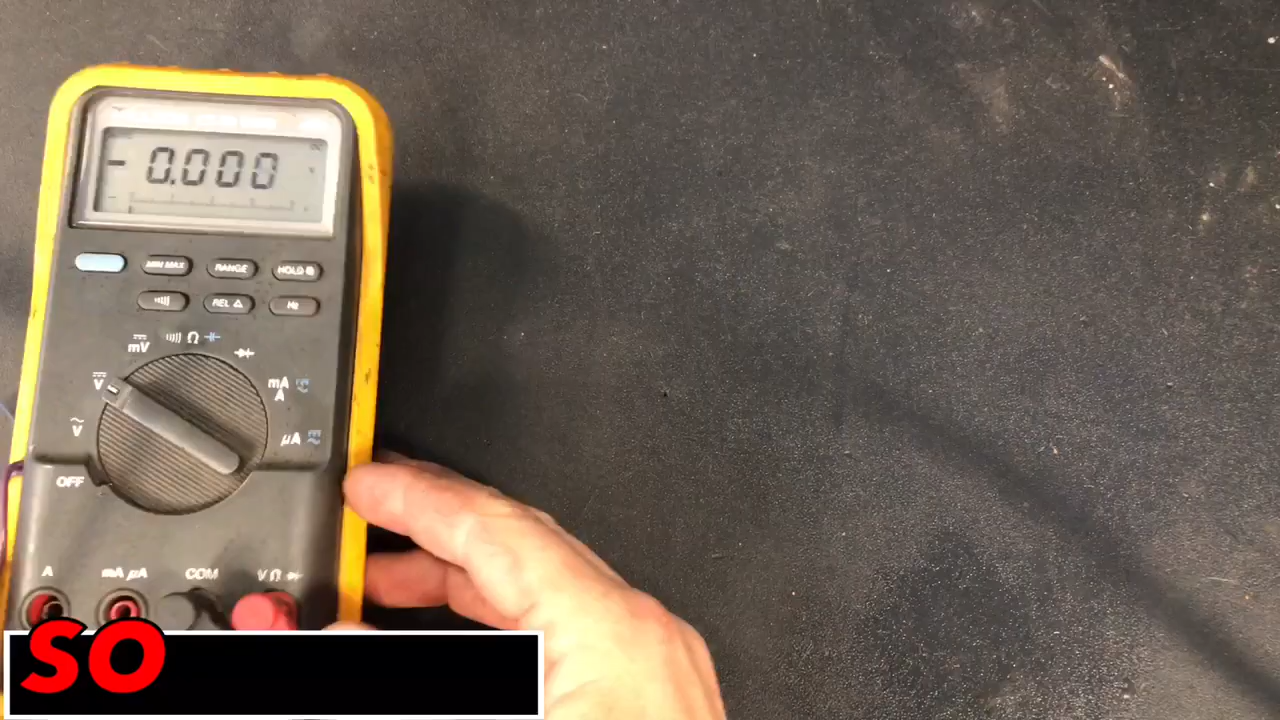 - 0.000
MIN MAX RANGE HOLD
REL △ Hz
mV Ω
V mA A
V µA
OFF
A mA µA COM V Ω
SO